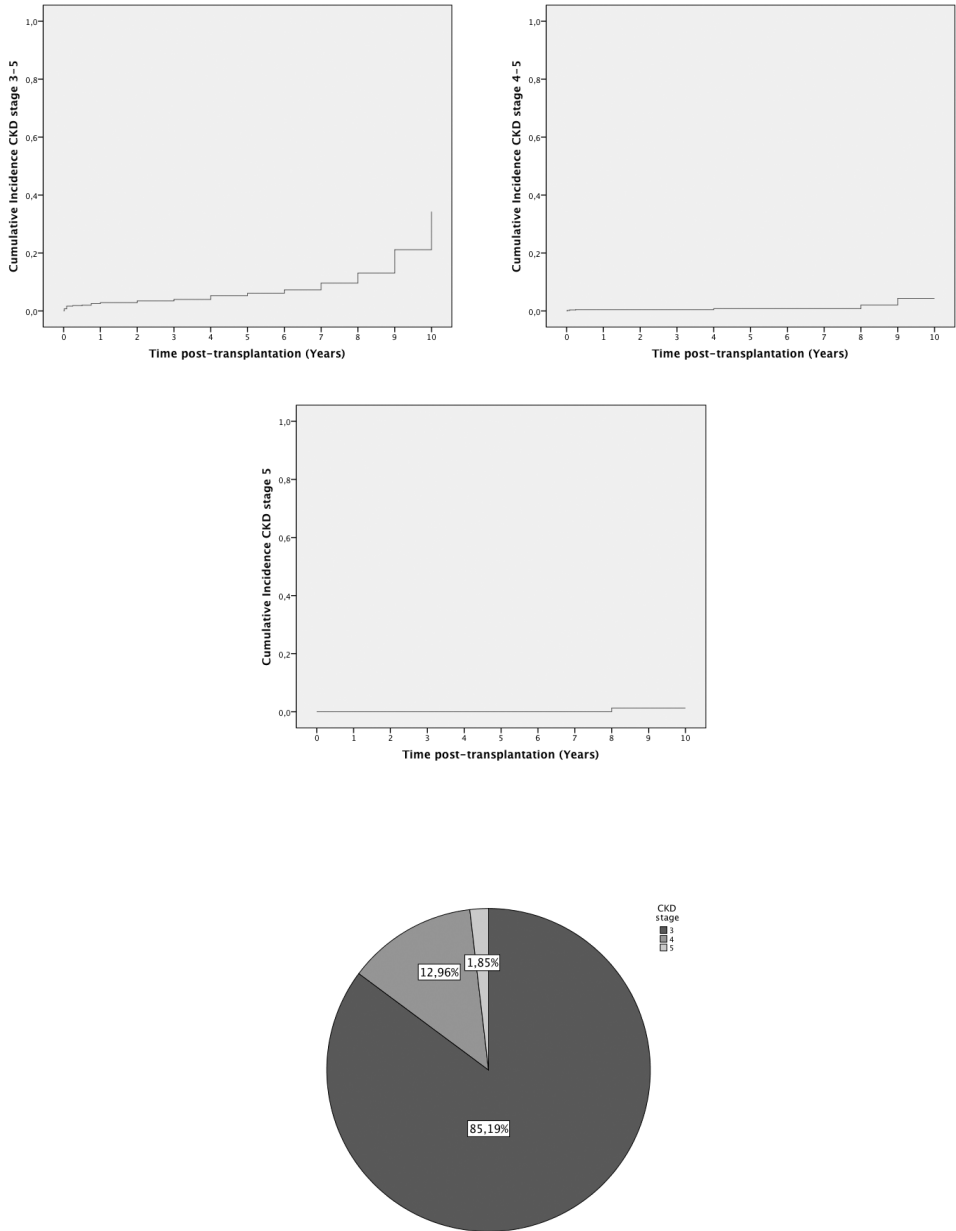 Cumulative Incidence CKD stage 3-5
1,0
0,8
0,6
0,4
0,2
0,0
0 1 2 3 4 5 6 7 8 9 10
Time post-transplantation (Years)
Cumulative Incidence CKD stage 4-5
1,0
0,8
0,6
0,4
0,2
0,0
0 1 2 3 4 5 6 7 8 9 10
Time post-transplantation (Years)
Cumulative Incidence CKD stage 5
1,0
0,8
0,6
0,4
0,2
0,0
0 1 2 3 4 5 6 7 8 9 10
Time post-transplantation (Years)
CKD
stage
3
4
5
1,85%
12,96%
85,19%